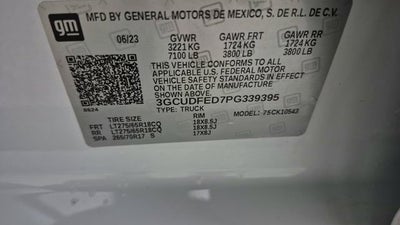 gm
MFD BY GENERAL MOTORS DE MEXICO, S. DE R.L. DE C.V.
06/23 GVWR GAWR FRT GAWR RR
3221 KG 1724 KG 1724 KG
7100 LB 3800 LB 3800 LB
THIS VEHICLE CONFORMS TO ALL
APPLICABLE U.S. FEDERAL MOTOR
VEHICLE SAFETY STANDARDS IN EFFECT
ON THE DATE OF MANUFACTURE SHOWN ABOVE.
3GCUDFED7PG339395
TYPE: TRUCK
MODEL: 7SCK10543
TIRE SIZE RIM
FRT LT275/65R18CQ 18X8.5J
RR LT275/65R18CQ 18X8.5J
SPA 265/70R17 S 17X8J